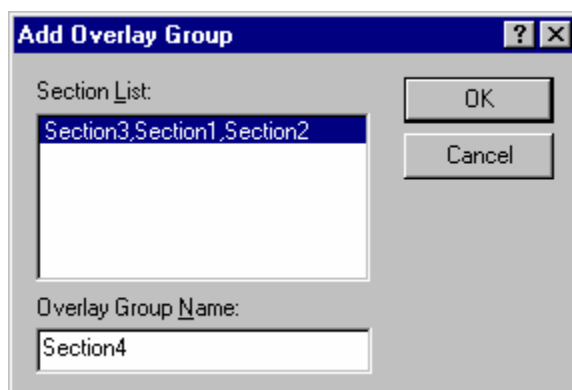 Add Overlay Group
Section List:
OK
Section3,Section1,Section2
Cancel
Overlay Group Name:
Section4